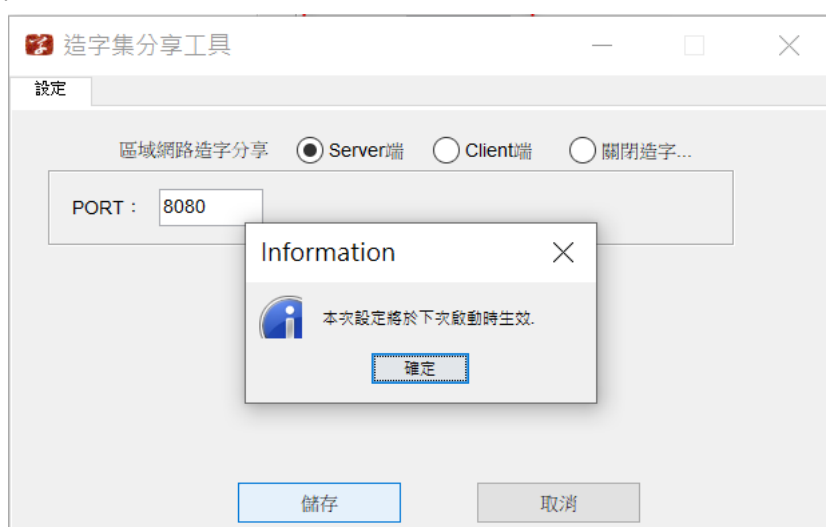 造字集分享工具
設定
區域網路造字分享 Server端 Client端 關閉造字...
PORT： 8080
Information
本次設定將於下次啟動時生效.
確定
儲存 取消